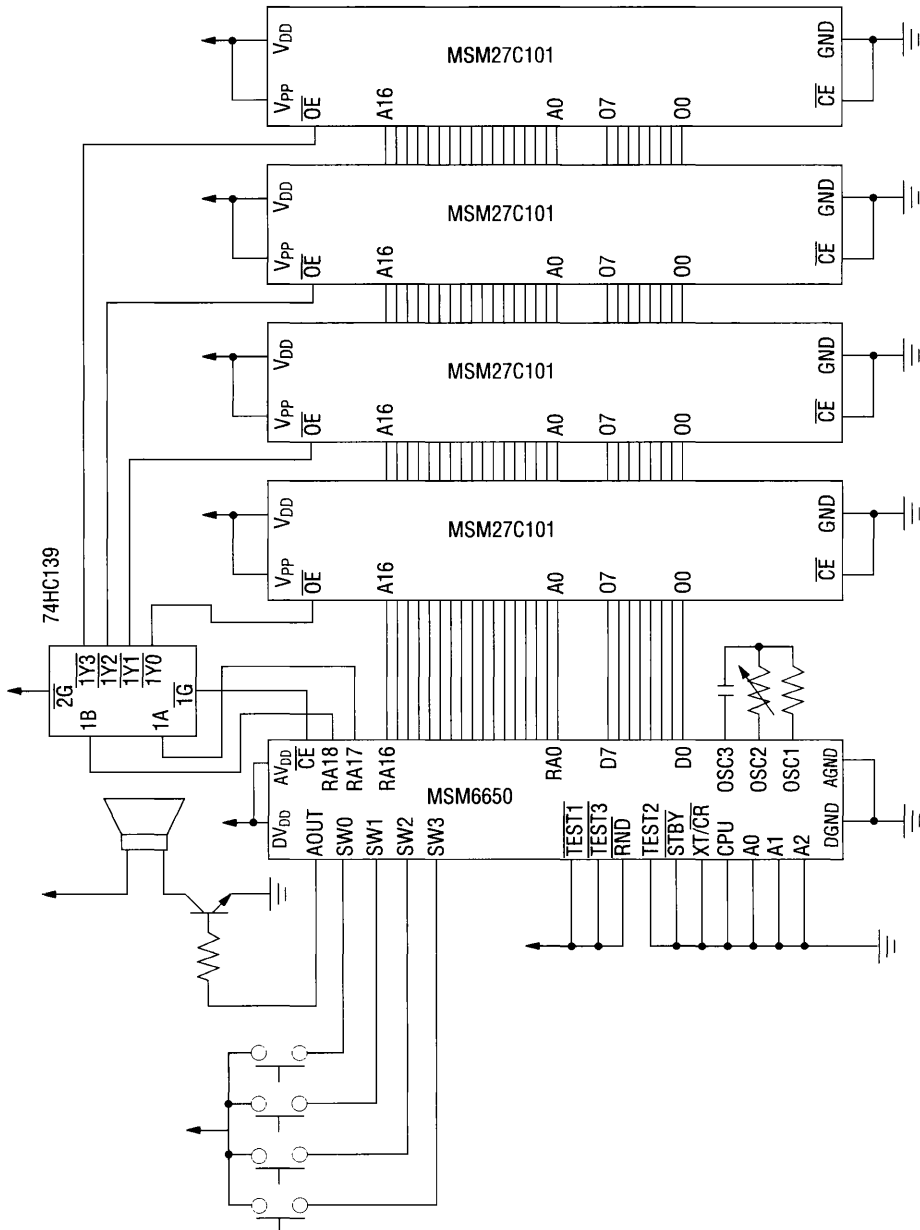 MSM27C101
VDD
VPP
OE
A16
A0
O7
O0
CE
GND
MSM27C101
VDD
VPP
OE
A16
A0
O7
O0
CE
GND
MSM27C101
VDD
VPP
OE
A16
A0
O7
O0
CE
GND
MSM27C101
VDD
VPP
OE
A16
A0
O7
O0
CE
GND
74HC139
2G
1Y3
1Y2
1Y1
1Y0
1B
1A
1G
MSM6650
DVDD
AVDD
CE
RA18
RA17
RA16
RA0
D7
D0
OSC3
OSC2
OSC1
AOUT
SW0
SW1
SW2
SW3
TEST1
TEST3
RND
TEST2
STBY
XT/CR
CPU
A0
A1
A2
DGND
AGND